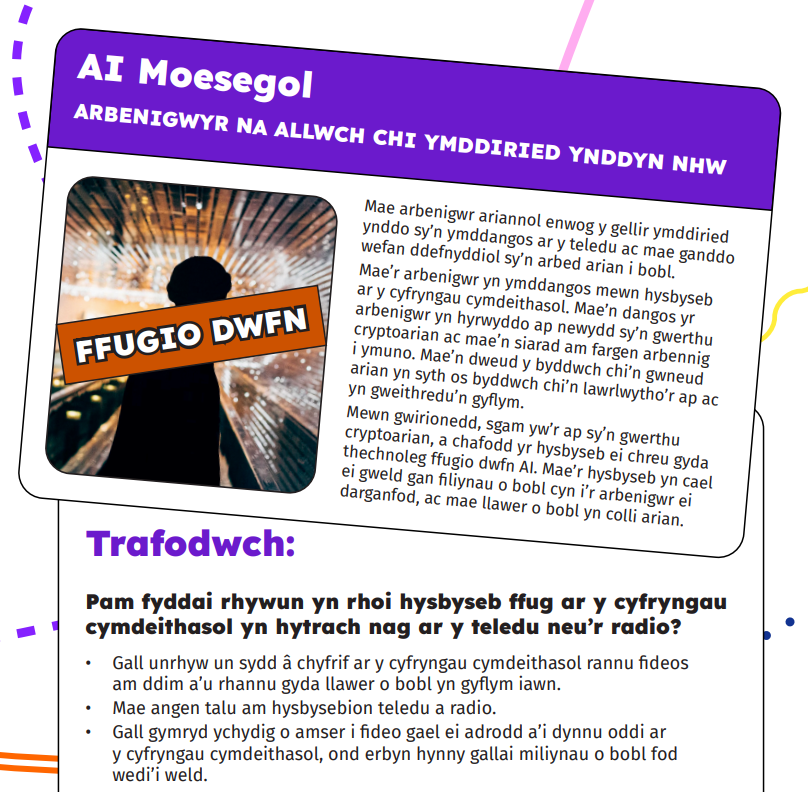 AI Moesegol
ARBENIGWYR NA ALLWCH CHI YMDDIRIED YNDDYN NHW
FFUGIO DWFN
Mae arbenigwr ariannol enwog y gellir ymddiried
ynddo sy'n ymddangos ar y teledu ac mae ganddo
wefan ddefnyddiol sy'n arbed arian i bobl.
Mae'r arbenigwr yn ymddangos mewn hysbyseb
ar y cyfryngau cymdeithasol. Mae'n dangos yr
arbenigwr yn hyrwyddo ap newydd sy'n gwerthu
cryptoarian ac mae'n siarad am fargen arbennig
i ymuno. Mae'n dweud y byddwch chi'n gwneud
arian yn syth os byddwch chi'n lawrlwytho'r ap ac
yn gweithredu'n gyflym.
Mewn gwirionedd, sgam yw'r ap sy'n gwerthu
cryptoarian, a chafodd yr hysbyseb ei chreu gyda
thechnoleg ffugio dwfn AI. Mae'r hysbyseb yn cael
ei gweld gan filiynau o bobl cyn i'r arbenigwr ei
darganfod, ac mae llawer o bobl yn colli arian.
Trafodwch:
Pam fyddai rhywun yn rhoi hysbyseb ffug ar y cyfryngau
cymdeithasol yn hytrach nag ar y teledu neu'r radio?
• Gall unrhyw un sydd â chyfrif ar y cyfryngau cymdeithasol rannu fideos
am ddim a'u rhannu gyda llawer o bobl yn gyflym iawn.
• Mae angen talu am hysbysebion teledu a radio.
• Gall gymryd ychydig o amser i fideo gael ei adrodd a'i dynnu oddi ar
y cyfryngau cymdeithasol, ond erbyn hynny gallai miliynau o bobl fod
wedi'i weld.